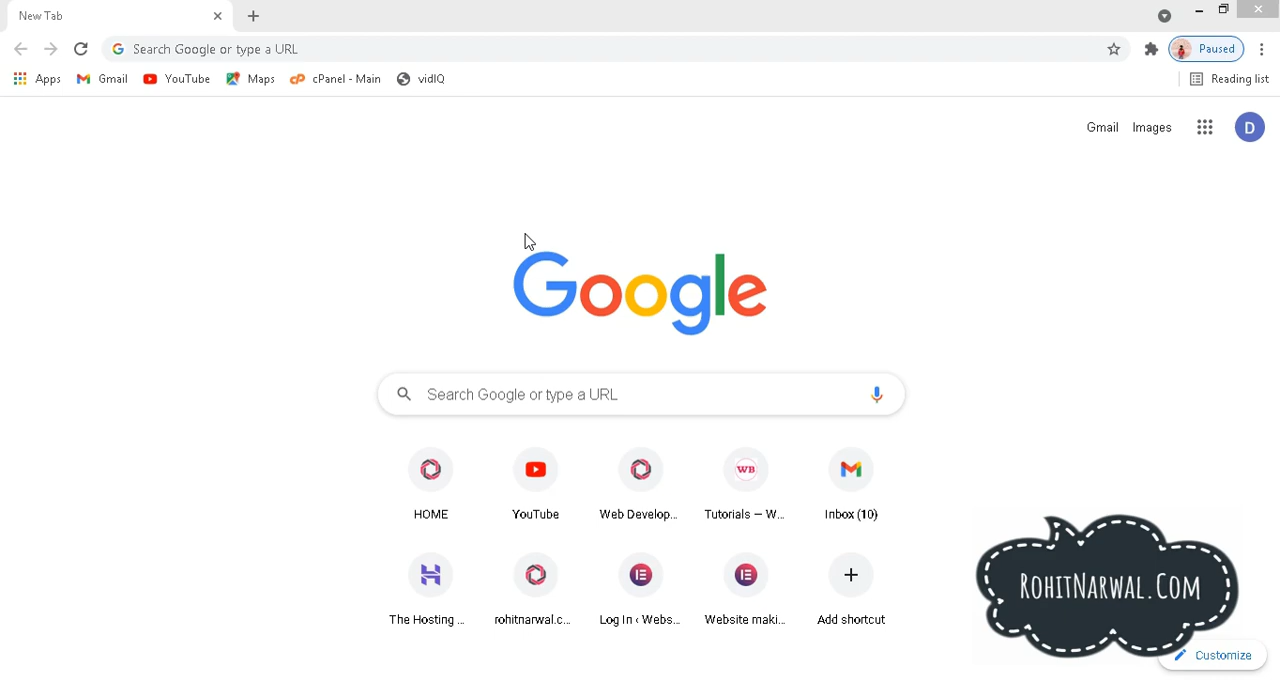 New Tab
Search Google or type a URL
Paused
Apps Gmail YouTube Maps cPanel - Main vidIQ Reading list
Gmail Images D
Google
Search Google or type a URL
HOME YouTube Web Develop... Tutorials — W... Inbox (10)
The Hosting ... rohitnarwal.c... Log In ‹ Webs... Website maki... Add shortcut
WB
RohitNarwal.Com
Customize